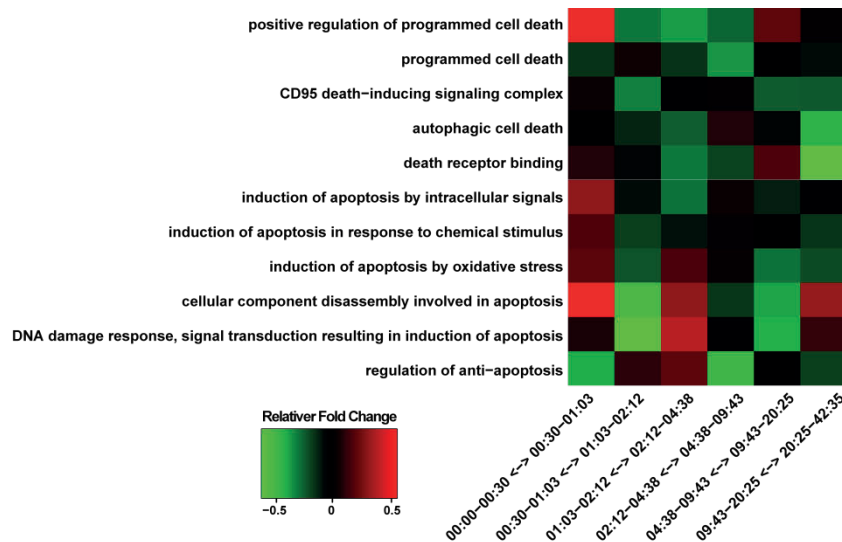 positive regulation of programmed cell death
programmed cell death
CD95 death−inducing signaling complex
autophagic cell death
death receptor binding
induction of apoptosis by intracellular signals
induction of apoptosis in response to chemical stimulus
induction of apoptosis by oxidative stress
cellular component disassembly involved in apoptosis
DNA damage response, signal transduction resulting in induction of apoptosis
regulation of anti−apoptosis
Relativer Fold Change
−0.5 0 0.5
00:00−00:30 <−> 00:30−01:03
00:30−01:03 <−> 01:03−02:12
01:03−02:12 <−> 02:12−04:38
02:12−04:38 <−> 04:38−09:43
04:38−09:43 <−> 09:43−20:25
09:43−20:25 <−> 20:25−42:35